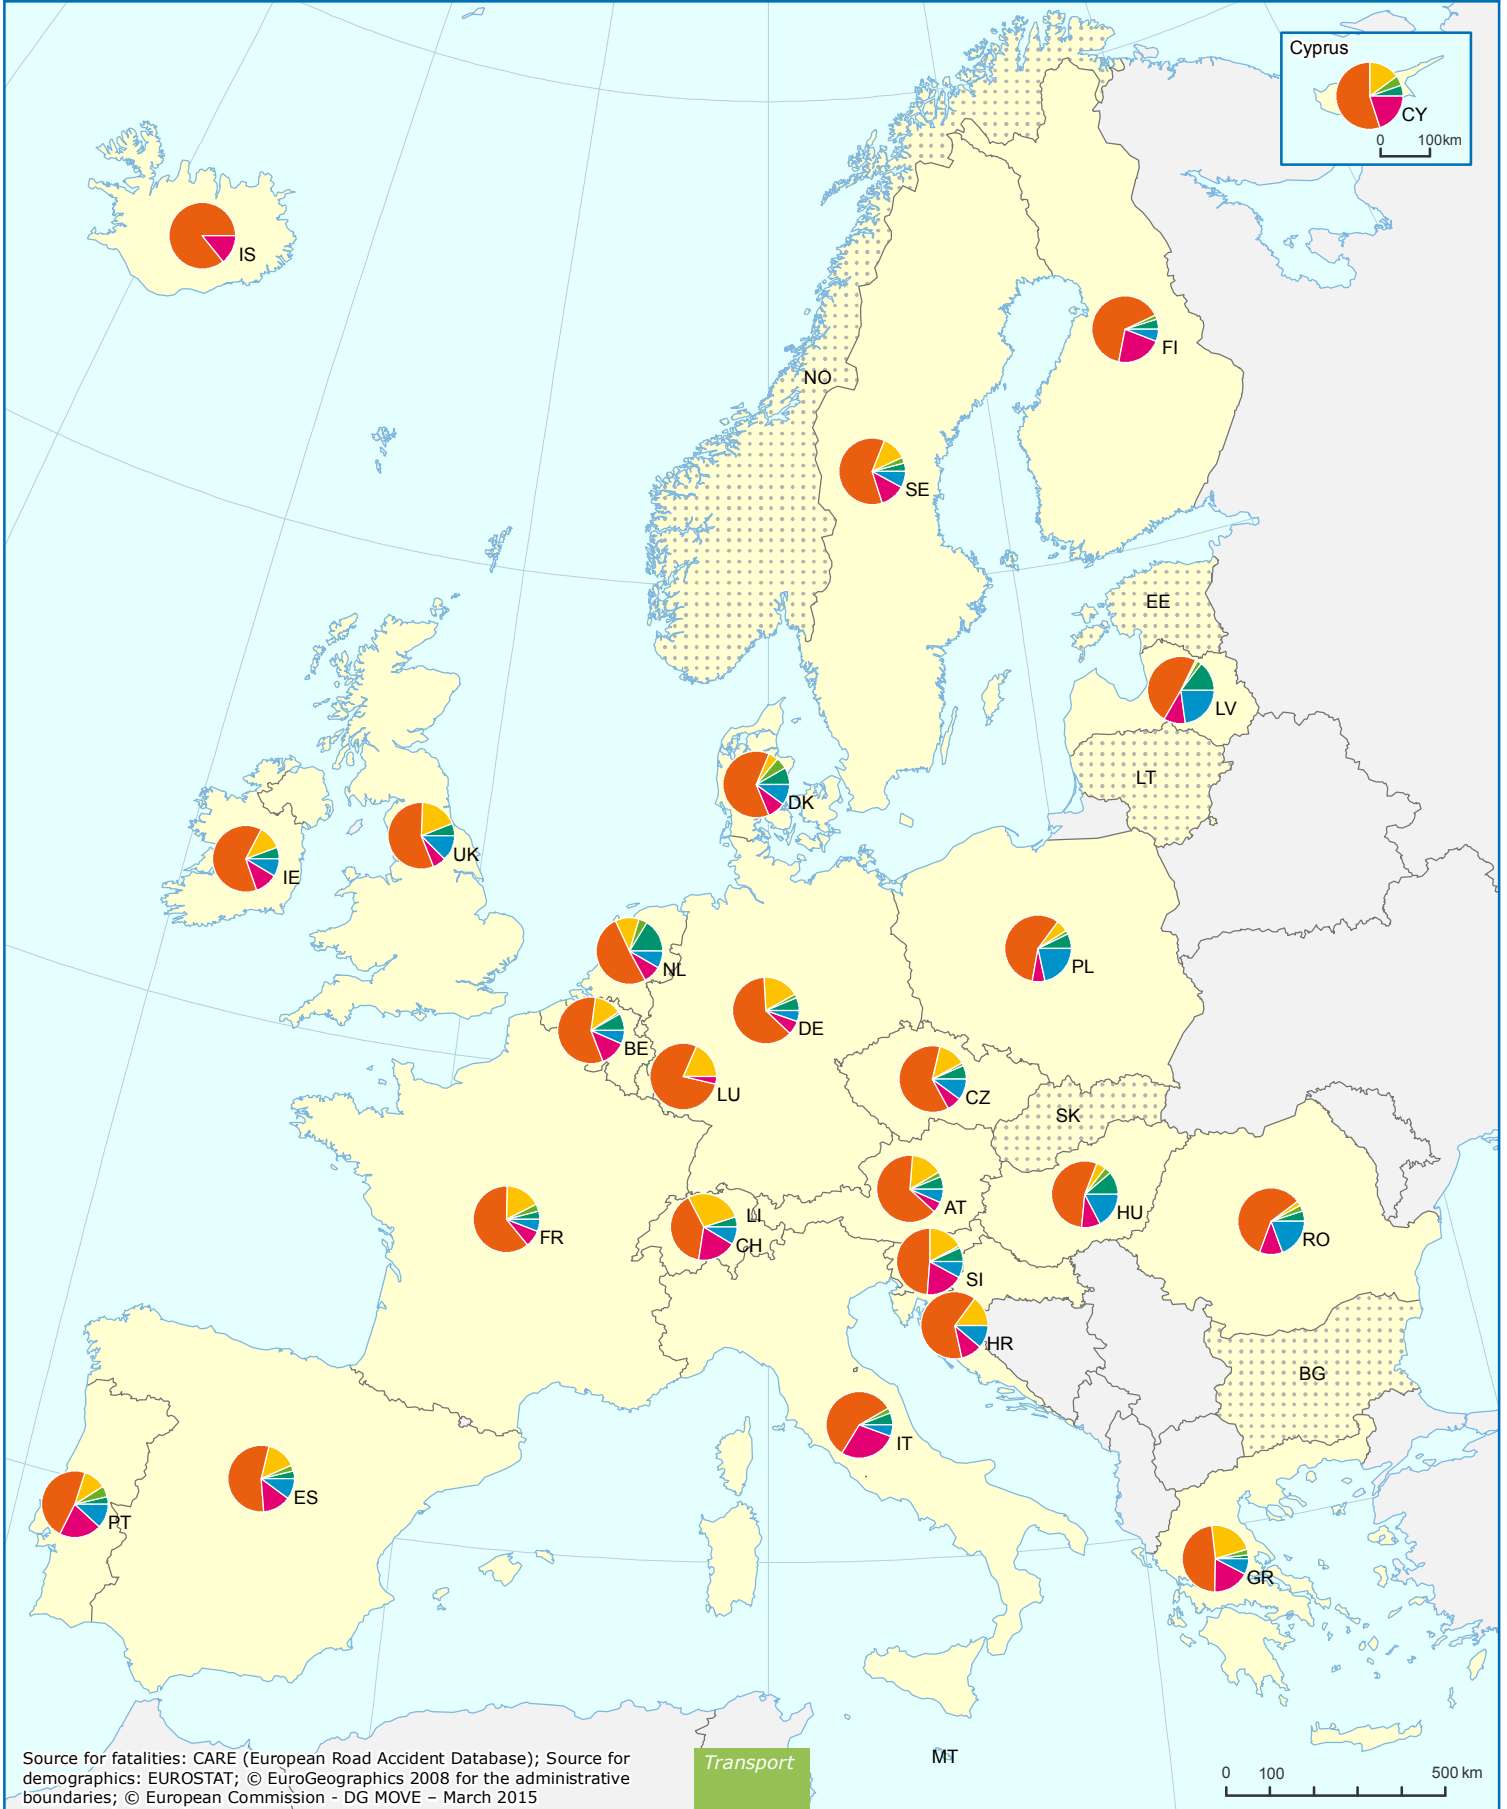 Cyprus
CY
0 100km
IS
FI
NO
SE
EE
LV
LT
DK
UK
IE
NL
PL
DE
BE
LU
CZ
SK
AT
HU
LI
CH
FR
RO
SI
HR
BG
IT
ES
PT
GR
MT
Source for fatalities: CARE (European Road Accident Database); Source for
demographics: EUROSTAT; © EuroGeographics 2008 for the administrative
boundaries; © European Commission - DG MOVE – March 2015
Transport
0 100 500 km